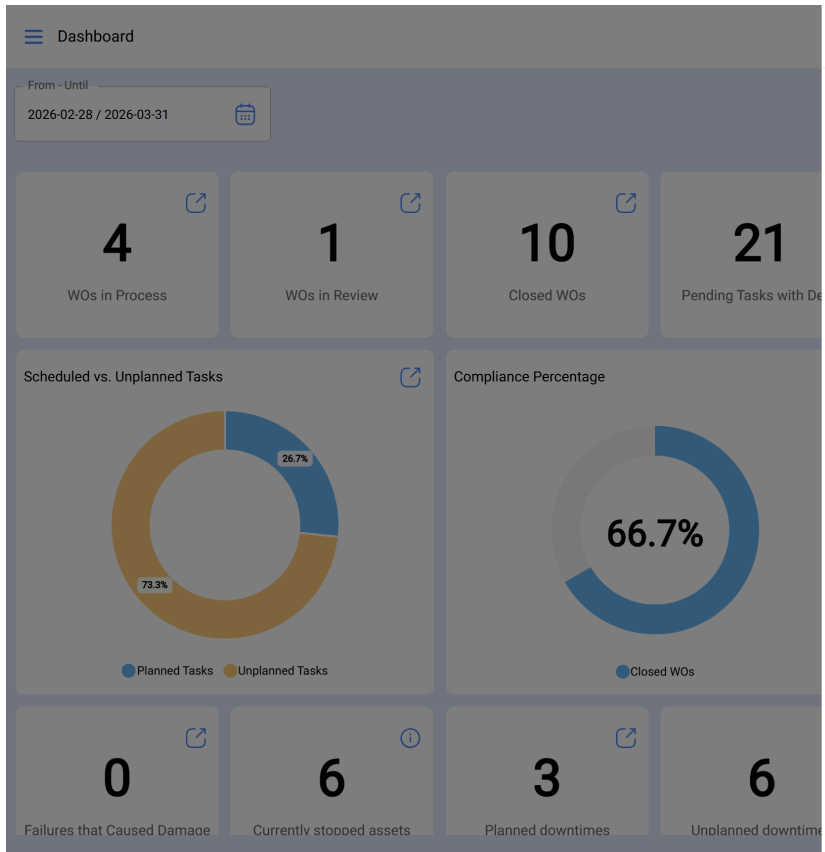 Dashboard
From - Until
2026-02-28 / 2026-03-31
4
WOs in Process
1
WOs in Review
10
Closed WOs
21
Pending Tasks with De
Scheduled vs. Unplanned Tasks
26.7%
73.3%
Planned Tasks Unplanned Tasks
Compliance Percentage
66.7%
Closed WOs
0
Failures that Caused Damage
6
Currently stopped assets
3
Planned downtimes
6
Unplanned downtime